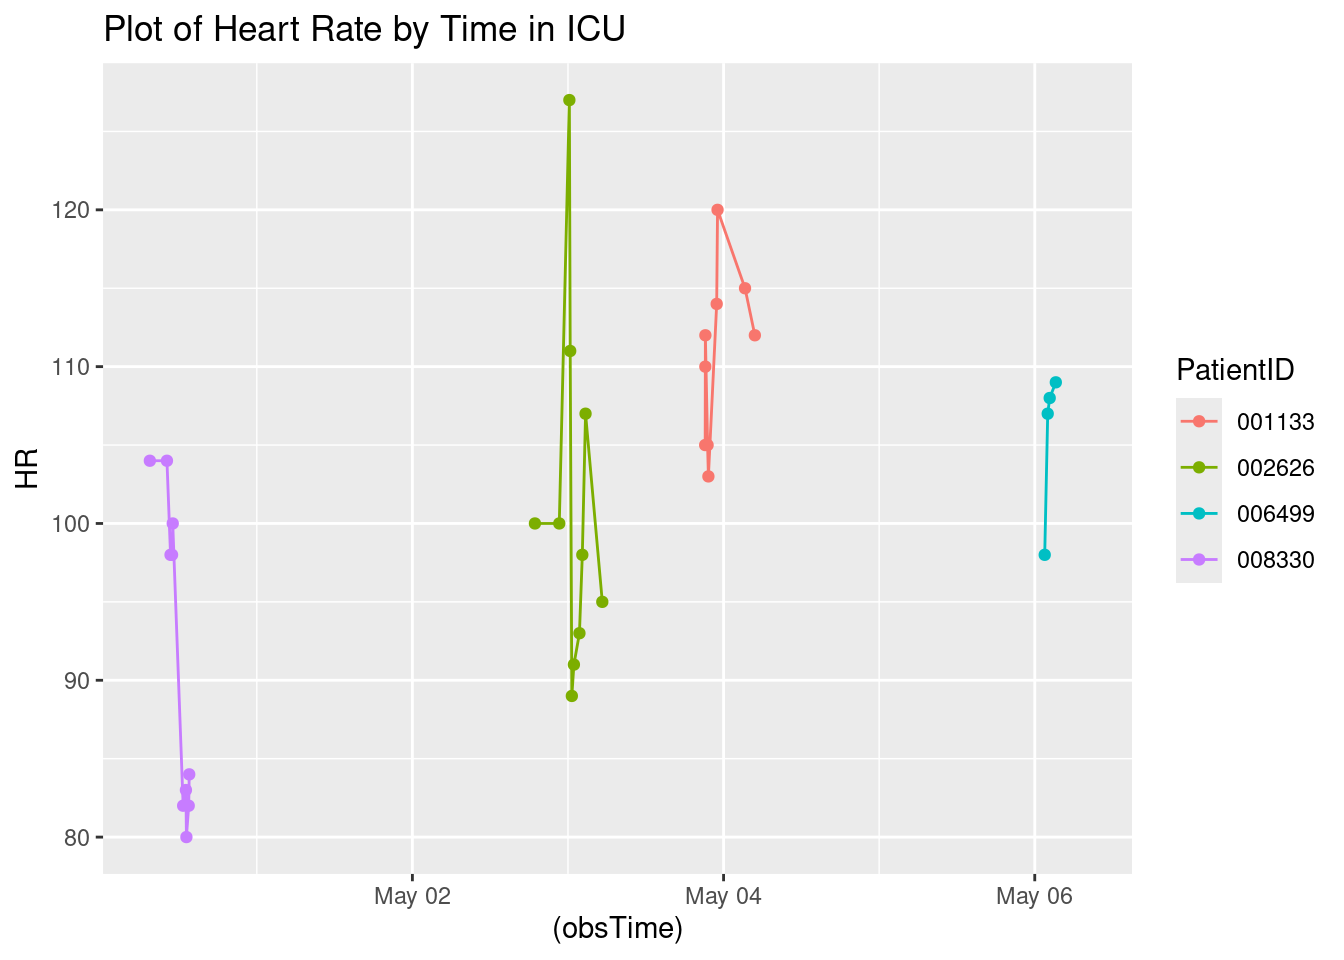 Plot of Heart Rate by Time in ICU
HR
120
110
100
90
80
May 02
May 04
May 06
(obsTime)
PatientID
001133
002626
006499
008330